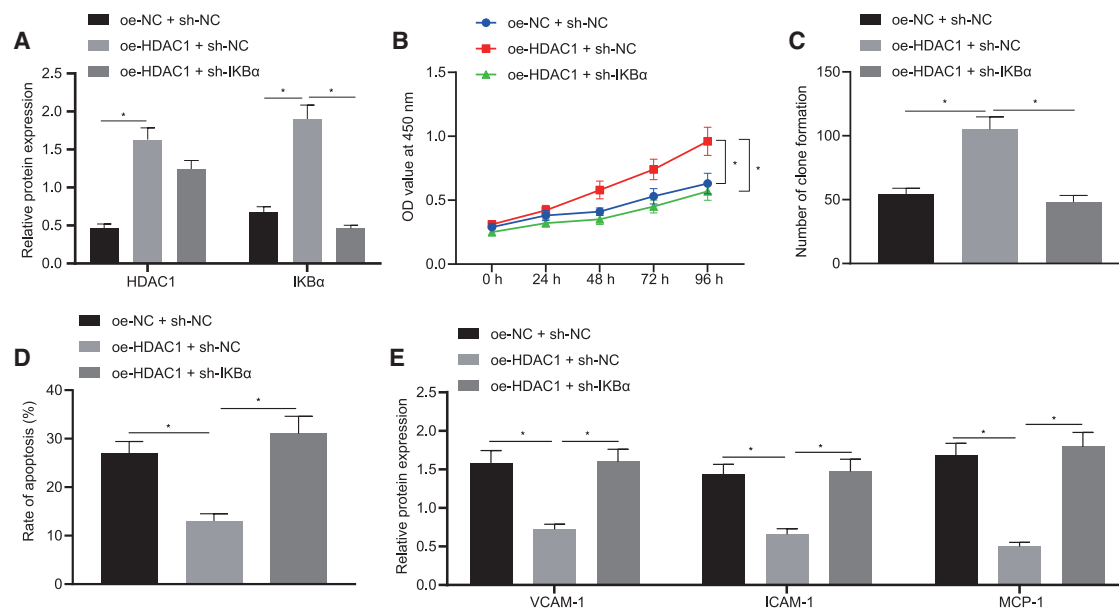 A
oe-NC + sh-NC
oe-HDAC1 + sh-NC
oe-HDAC1 + sh-IKBα
Relative protein expression
2.5
2.0
1.5
1.0
0.5
0.0
*
*
*
HDAC1
IKBα
B
oe-NC + sh-NC
oe-HDAC1 + sh-NC
oe-HDAC1 + sh-IKBα
OD value at 450 nm
1.5
1.0
0.5
0.0
*
*
0 h
24 h
48 h
72 h
96 h
C
oe-NC + sh-NC
oe-HDAC1 + sh-NC
oe-HDAC1 + sh-IKBα
Number of clone formation
150
100
50
0
*
*
D
oe-NC + sh-NC
oe-HDAC1 + sh-NC
oe-HDAC1 + sh-IKBα
Rate of apoptosis (%)
40
30
20
10
0
*
*
E
oe-NC + sh-NC
oe-HDAC1 + sh-NC
oe-HDAC1 + sh-IKBα
Relative protein expression
2.5
2.0
1.5
1.0
0.5
0.0
*
*
*
*
*
*
VCAM-1
ICAM-1
MCP-1